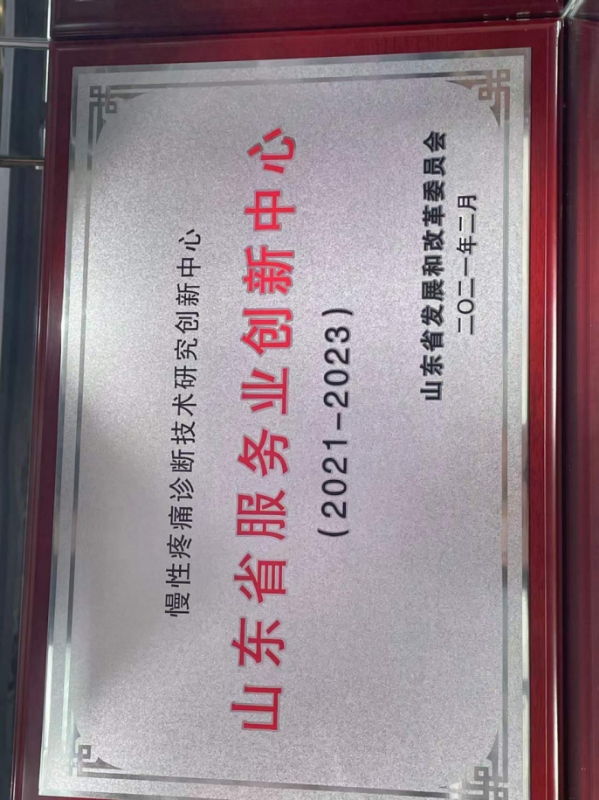 慢性疼痛诊断技术研究创新中心
山东省服务业创新中心
(2021-2023)
山东省发展和改革委员会
二〇二一年二月